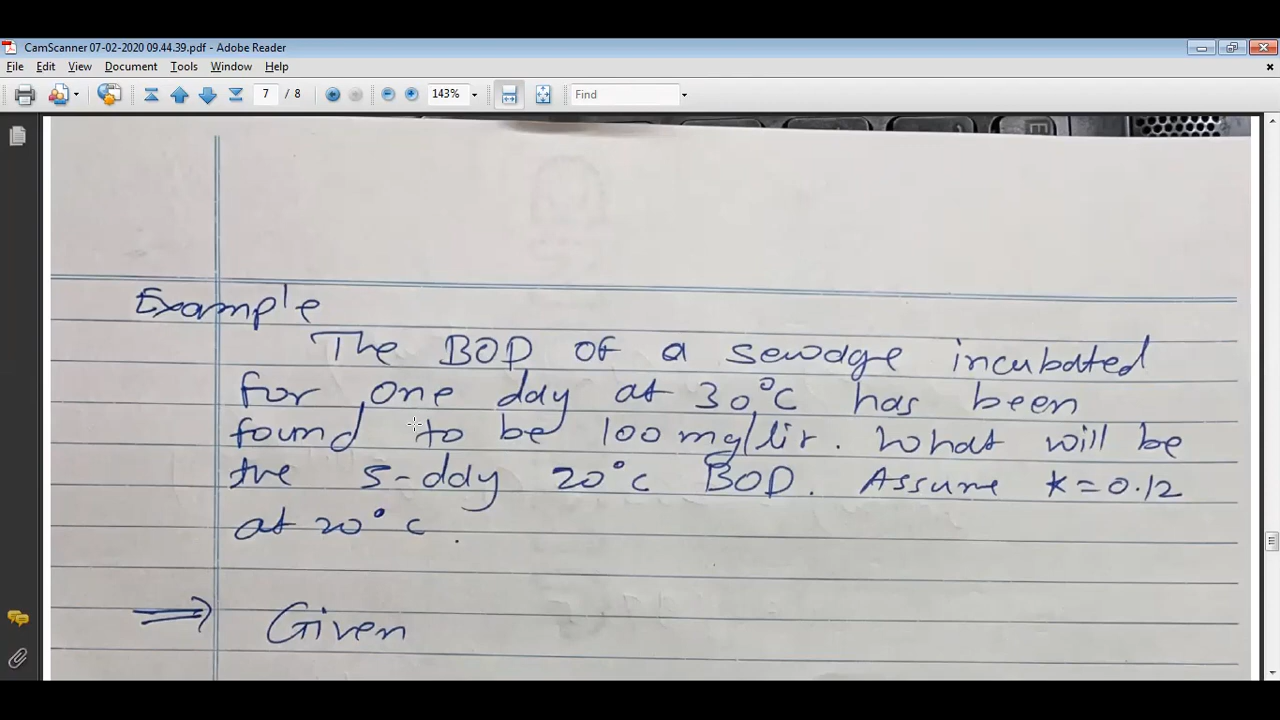 CamScanner 07-02-2020 09.44.39.pdf - Adobe Reader
File Edit View Document Tools Window Help
7 / 8 143% Find
Example
The BOD of a sewage incubated
for one day at 30°C has been
found to be 100 mg/lir. What will be
the 5-day 20°C BOD. Assume K=0.12
at 20°C.
⇒ Given